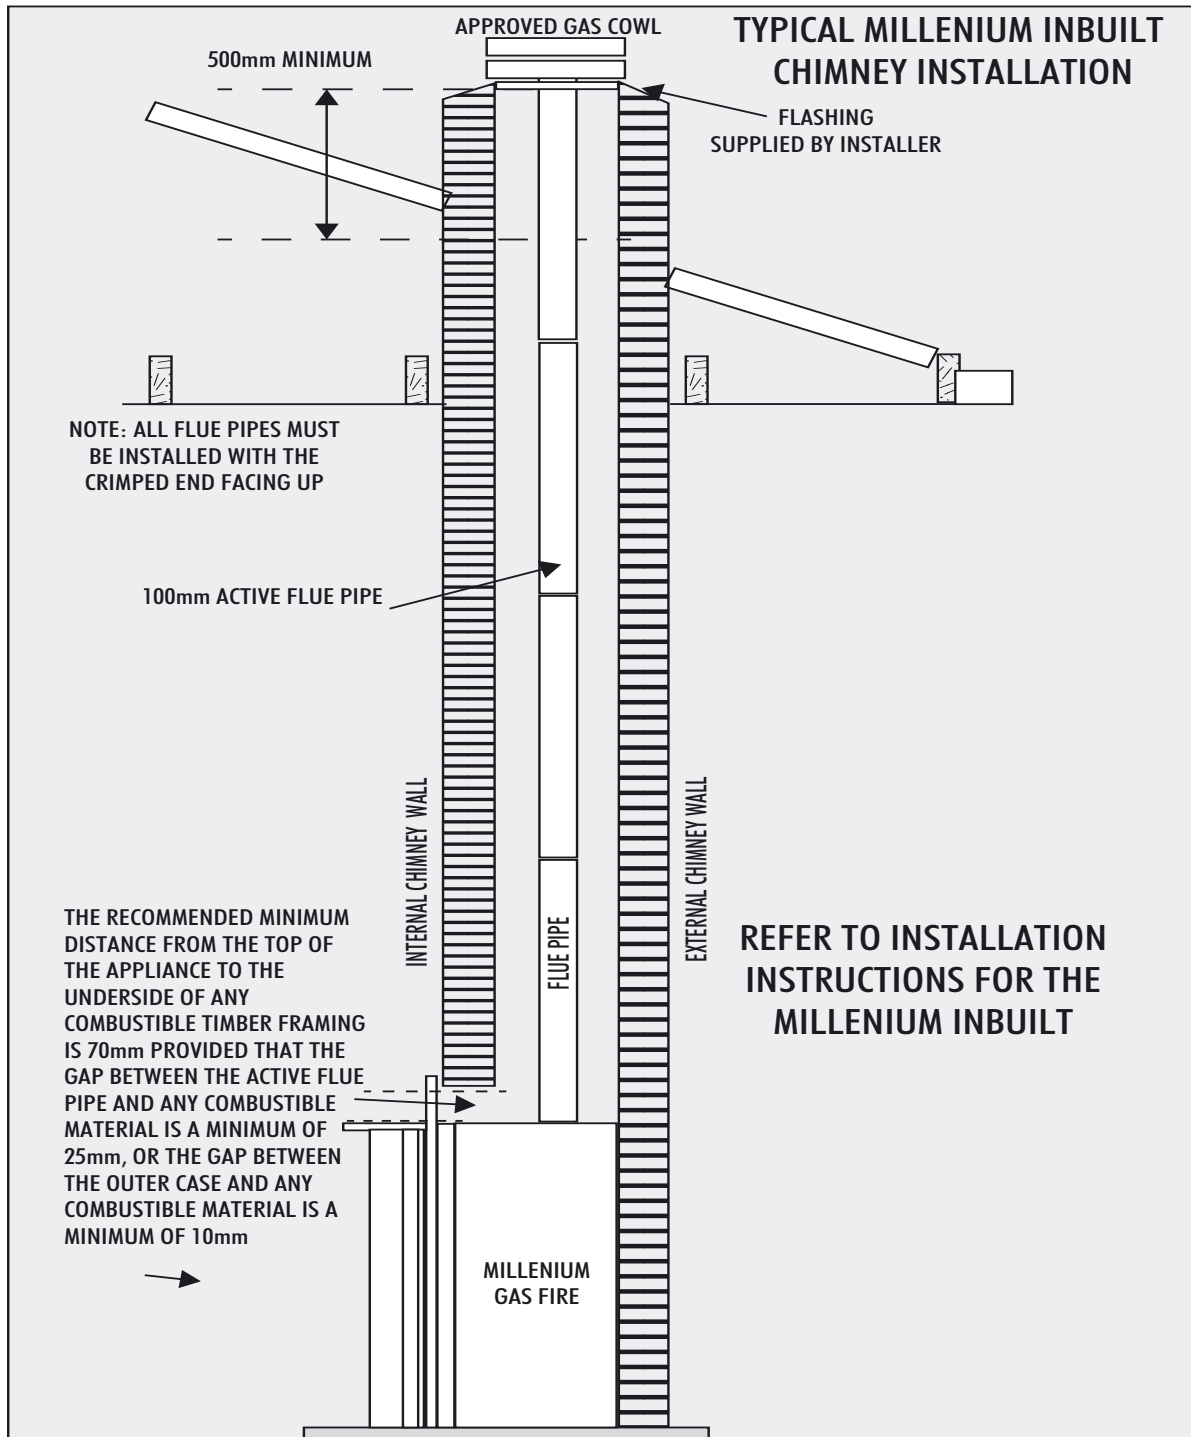 APPROVED GAS COWL
TYPICAL MILLENIUM INBUILT
CHIMNEY INSTALLATION
500mm MINIMUM
FLASHING
SUPPLIED BY INSTALLER
NOTE: ALL FLUE PIPES MUST
BE INSTALLED WITH THE
CRIMPED END FACING UP
100mm ACTIVE FLUE PIPE
INTERNAL CHIMNEY WALL
FLUE PIPE
EXTERNAL CHIMNEY WALL
THE RECOMMENDED MINIMUM
DISTANCE FROM THE TOP OF
THE APPLIANCE TO THE
UNDERSIDE OF ANY
COMBUSTIBLE TIMBER FRAMING
IS 70mm PROVIDED THAT THE
GAP BETWEEN THE ACTIVE FLUE
PIPE AND ANY COMBUSTIBLE
MATERIAL IS A MINIMUM OF
25mm, OR THE GAP BETWEEN
THE OUTER CASE AND ANY
COMBUSTIBLE MATERIAL IS A
MINIMUM OF 10mm
REFER TO INSTALLATION
INSTRUCTIONS FOR THE
MILLENIUM INBUILT
MILLENIUM
GAS FIRE